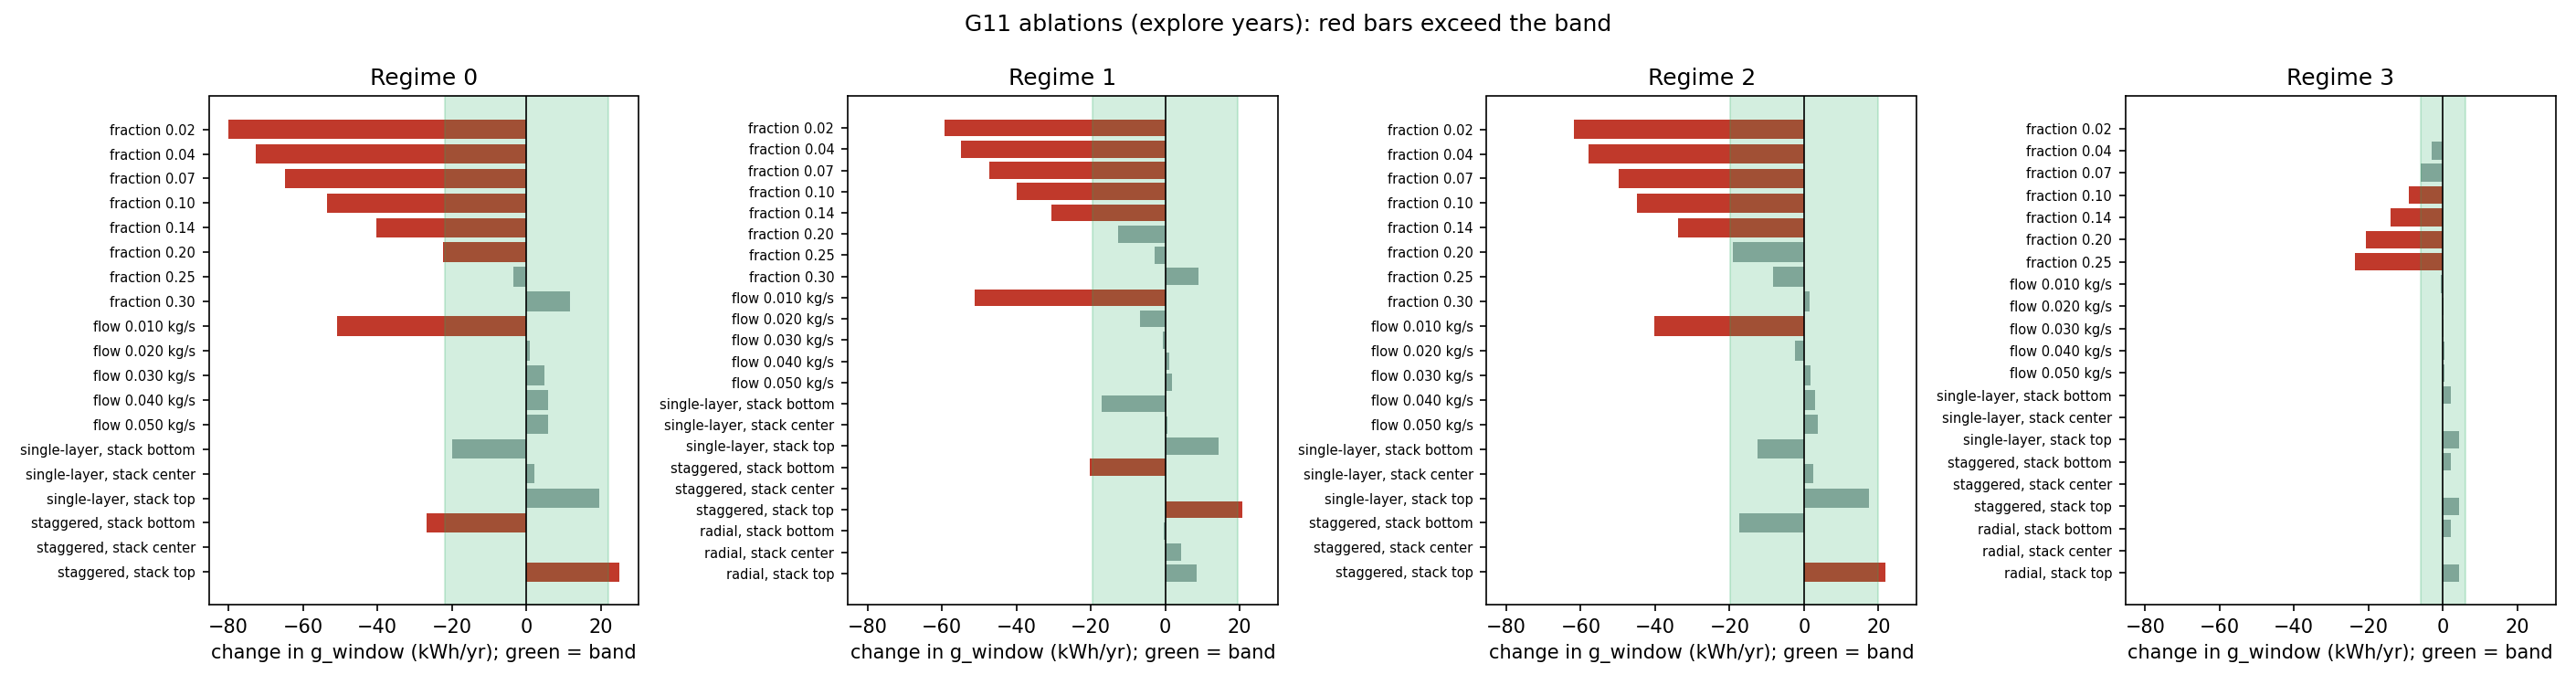 G11 ablations (explore years): red bars exceed the band
Regime 0
fraction 0.02
fraction 0.04
fraction 0.07
fraction 0.10
fraction 0.14
fraction 0.20
fraction 0.25
fraction 0.30
flow 0.010 kg/s
flow 0.020 kg/s
flow 0.030 kg/s
flow 0.040 kg/s
flow 0.050 kg/s
single-layer, stack bottom
single-layer, stack center
single-layer, stack top
staggered, stack bottom
staggered, stack center
staggered, stack top
−80 −60 −40 −20 0 20
change in g_window (kWh/yr); green = band
Regime 1
fraction 0.02
fraction 0.04
fraction 0.07
fraction 0.10
fraction 0.14
fraction 0.20
fraction 0.25
fraction 0.30
flow 0.010 kg/s
flow 0.020 kg/s
flow 0.030 kg/s
flow 0.040 kg/s
flow 0.050 kg/s
single-layer, stack bottom
single-layer, stack center
single-layer, stack top
staggered, stack bottom
staggered, stack center
staggered, stack top
radial, stack bottom
radial, stack center
radial, stack top
−80 −60 −40 −20 0 20
change in g_window (kWh/yr); green = band
Regime 2
fraction 0.02
fraction 0.04
fraction 0.07
fraction 0.10
fraction 0.14
fraction 0.20
fraction 0.25
fraction 0.30
flow 0.010 kg/s
flow 0.020 kg/s
flow 0.030 kg/s
flow 0.040 kg/s
flow 0.050 kg/s
single-layer, stack bottom
single-layer, stack center
single-layer, stack top
staggered, stack bottom
staggered, stack center
staggered, stack top
−80 −60 −40 −20 0 20
change in g_window (kWh/yr); green = band
Regime 3
fraction 0.02
fraction 0.04
fraction 0.07
fraction 0.10
fraction 0.14
fraction 0.20
fraction 0.25
flow 0.010 kg/s
flow 0.020 kg/s
flow 0.030 kg/s
flow 0.040 kg/s
flow 0.050 kg/s
single-layer, stack bottom
single-layer, stack center
single-layer, stack top
staggered, stack bottom
staggered, stack center
staggered, stack top
radial, stack bottom
radial, stack center
radial, stack top
−80 −60 −40 −20 0 20
change in g_window (kWh/yr); green = band